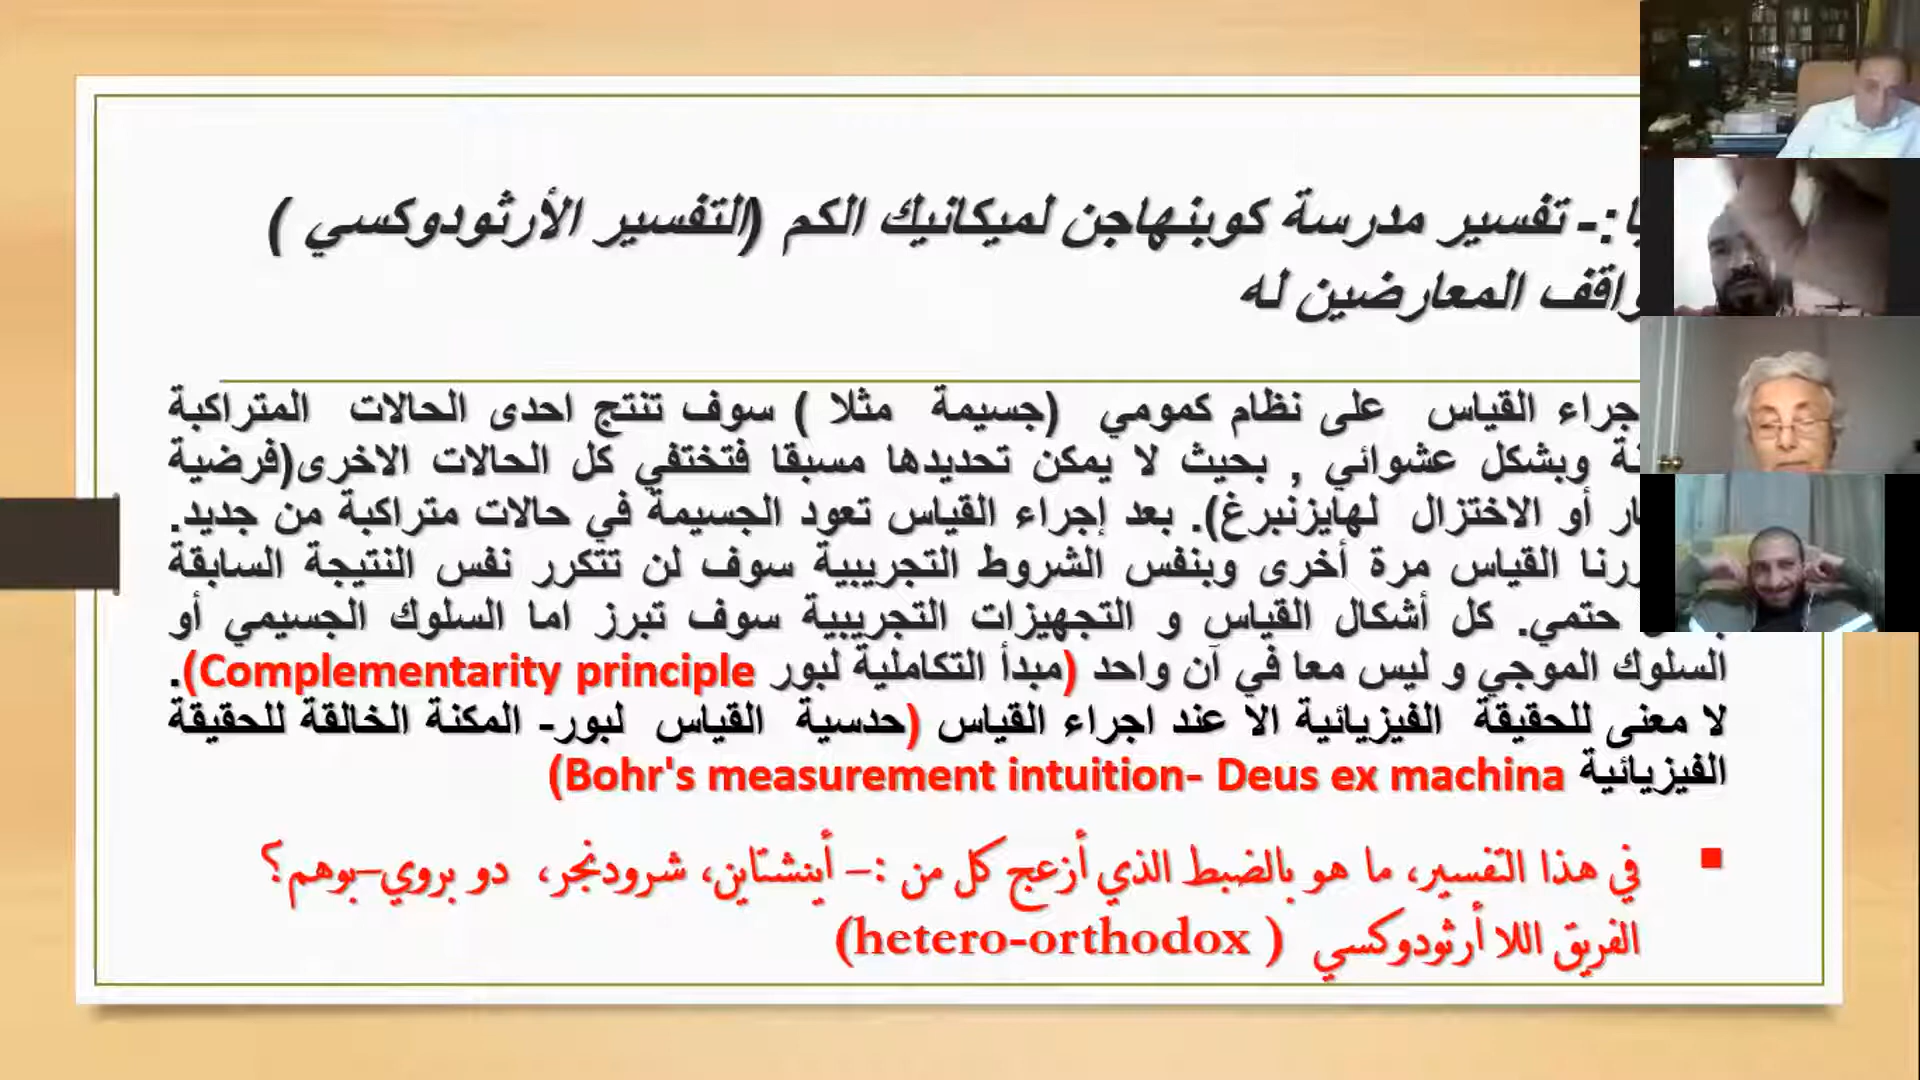 تفسير مدرسة كوبنهاجن لميكانيك الكم (التفسير الأرثودوكسي )
المعارضين له
القياس على نظام كمومي (جسيمة مثلا ) سوف تنتج احدى الحالات المتراكبة
وبشكل عشوائي , بحيث لا يمكن تحديدها مسبقا فتختفي كل الحالات الاخرى(فرضية
أو الاختزال لهايزنبرغ). بعد إجراء القياس تعود الجسيمة في حالات متراكبة من جديد.
القياس مرة أخرى وبنفس الشروط التجريبية سوف لن تتكرر نفس النتيجة السابقة
حتمي. كل أشكال القياس و التجهيزات التجريبية سوف تبرز اما السلوك الجسيمي أو
السلوك الموجي و ليس معا في آن واحد (مبدأ التكاملية لبور Complementarity principle).
لا معنى للحقيقة الفيزيائية الا عند اجراء القياس (حدسية القياس لبور- المكنة الخالقة للحقيقة
الفيزيائية Bohr's measurement intuition- Deus ex machina)
▪ في هذا التفسير، ما هو بالضبط الذي أزعج كل من :- أينشتاين، شرودنجر، دو بروي-بوهم؟
الفريق اللا أرثودوكسي ( hetero-orthodox)